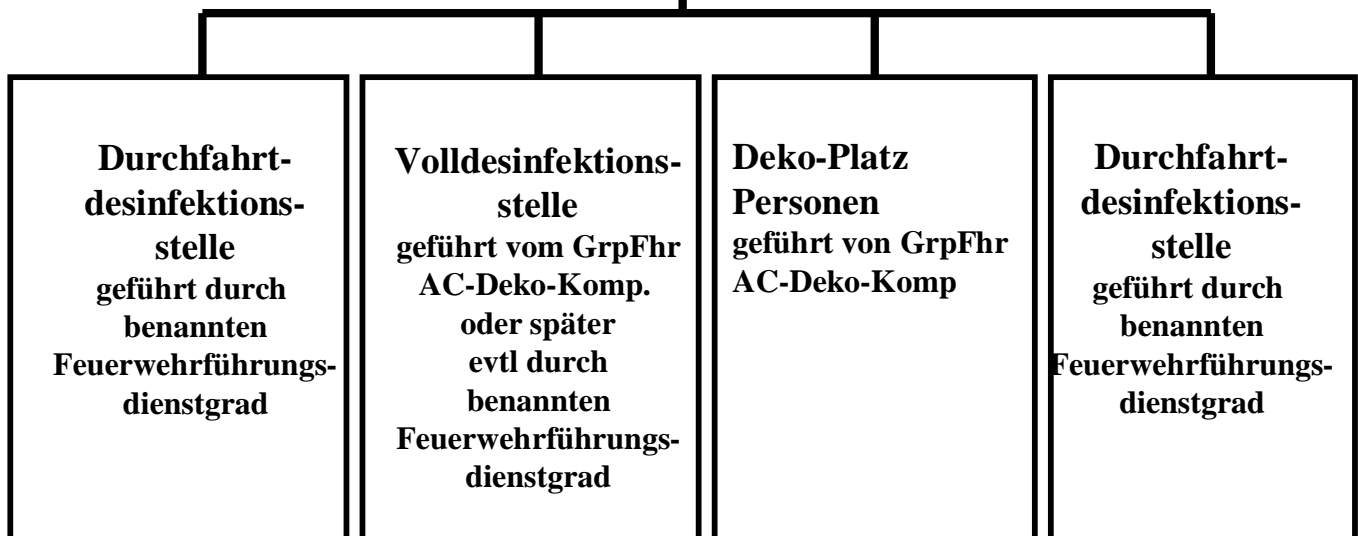 Durchfahrt-
desinfektions-
stelle
geführt durch
benannten
Feuerwehrführungs-
dienstgrad
Volldesinfektions-
stelle
geführt vom GrpFhr
AC-Deko-Komp.
oder später
evtl durch
benannten
Feuerwehrführungs-
dienstgrad
Deko-Platz
Personen
geführt von GrpFhr
AC-Deko-Komp
Durchfahrt-
desinfektions-
stelle
geführt durch
benannten
Feuerwehrführungs-
dienstgrad